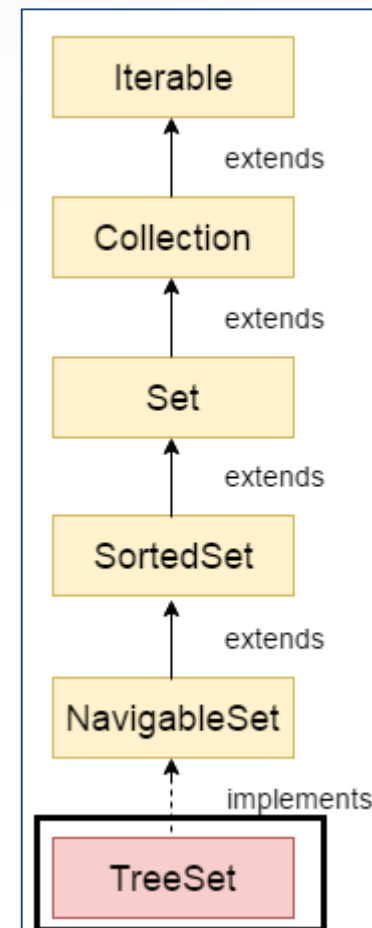 Iterable
extends
Collection
extends
Set
extends
SortedSet
extends
NavigableSet
implements
TreeSet